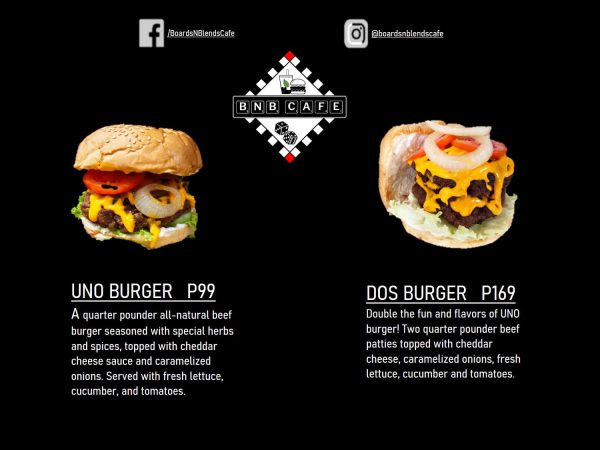 /BoardsNBlendsCafe
@boardsnblendscafe
BNB CAFE
UNO BURGER P99
A quarter pounder all-natural beef
burger seasoned with special herbs
and spices, topped with cheddar
cheese sauce and caramelized
onions. Served with fresh lettuce,
cucumber, and tomatoes.
DOS BURGER P169
Double the fun and flavors of UNO
burger! Two quarter pounder beef
patties topped with cheddar
cheese, caramelized onions, fresh
lettuce, cucumber and tomatoes.